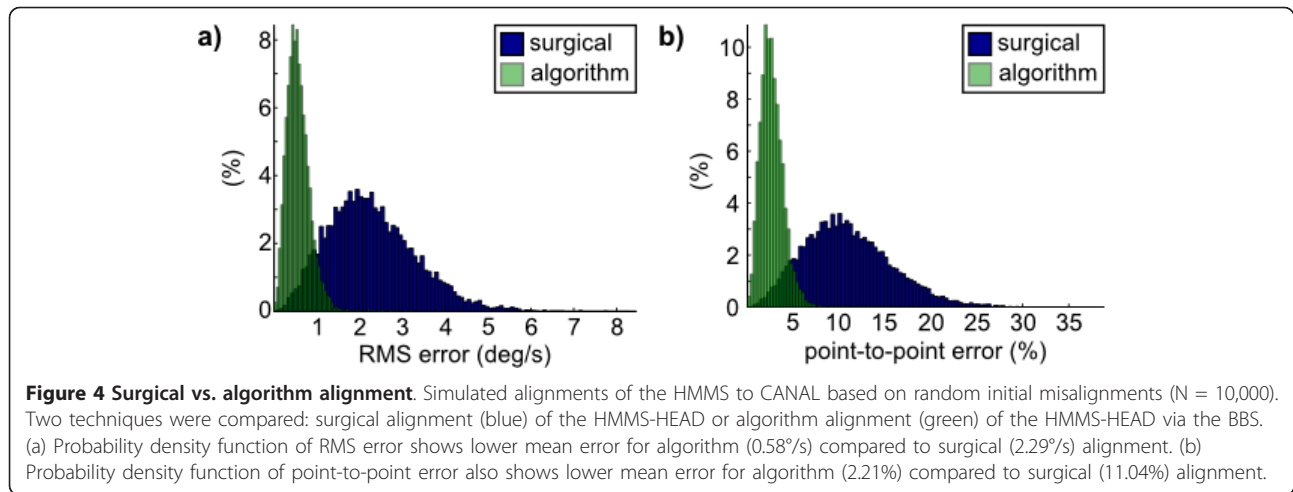 a)
surgical
algorithm
8
6
4
2
0
(%)
1 2 3 4 5 6 7 8
RMS error (deg/s)
b)
surgical
algorithm
10
8
6
4
2
0
(%)
5 10 15 20 25 30 35
point-to-point error (%)
Figure 4 Surgical vs. algorithm alignment. Simulated alignments of the HMMS to CANAL based on random initial misalignments (N = 10,000).
Two techniques were compared: surgical alignment (blue) of the HMMS-HEAD or algorithm alignment (green) of the HMMS-HEAD via the BBS.
(a) Probability density function of RMS error shows lower mean error for algorithm (0.58°/s) compared to surgical (2.29°/s) alignment. (b)
Probability density function of point-to-point error also shows lower mean error for algorithm (2.21%) compared to surgical (11.04%) alignment.